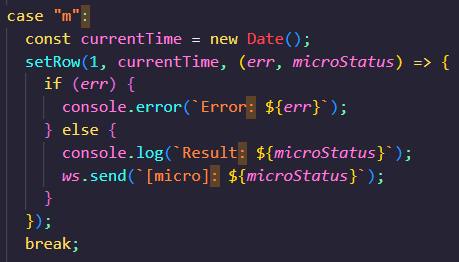 case "m":
const currentTime = new Date();
setRow(1, currentTime, (err, microStatus) => {
if (err) {
console.error(`Error: ${err}`);
} else {
console.log(`Result: ${microStatus}`);
ws.send(`[micro]: ${microStatus}`);
}
});
break;